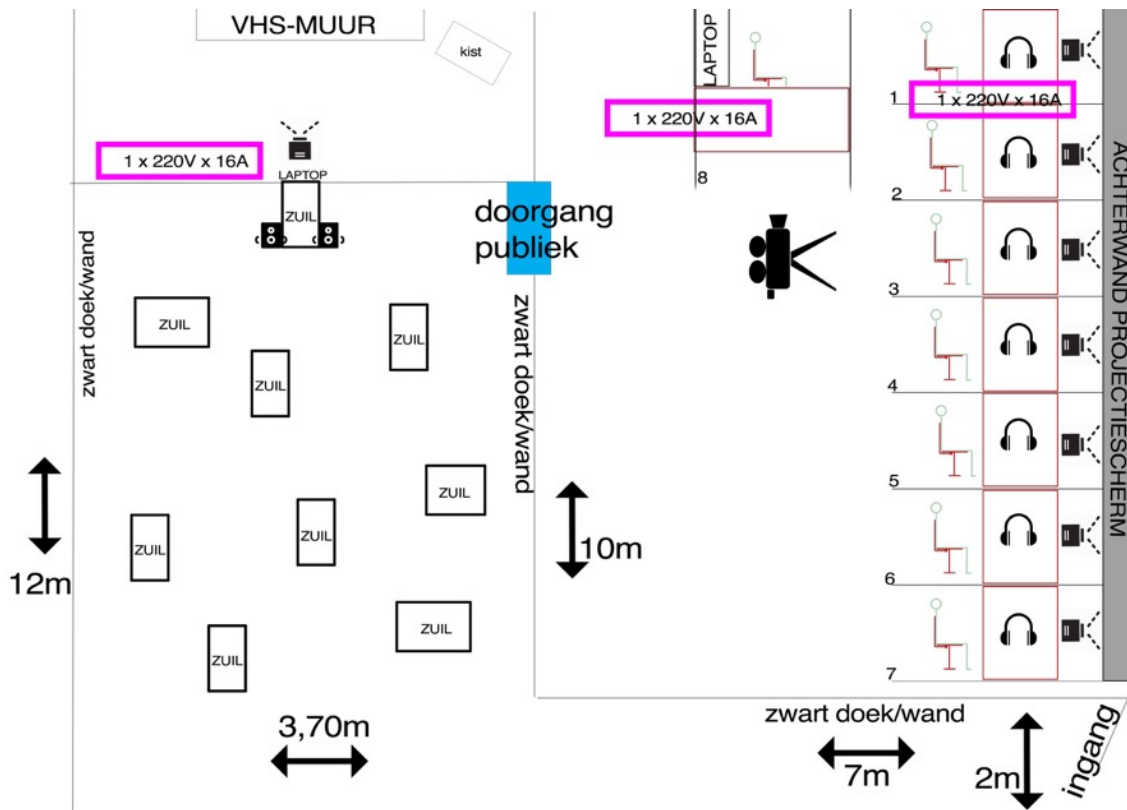 VHS-MUUR
kist
LAPTOP
1 x 220V x 16A
1 x 220V x 16A
1 x 220V x 16A
LAPTOP
ZUIL
doorgang
publiek
zwart doek/wand
zwart doek/wand
ZUIL
ZUIL
ZUIL
ZUIL
ZUIL
ZUIL
ZUIL
ZUIL
12m
10m
3,70m
8
1
2
3
4
5
6
7
ACHTERWAND PROJECTIESCHERM
zwart doek/wand
7m
2m
ingang